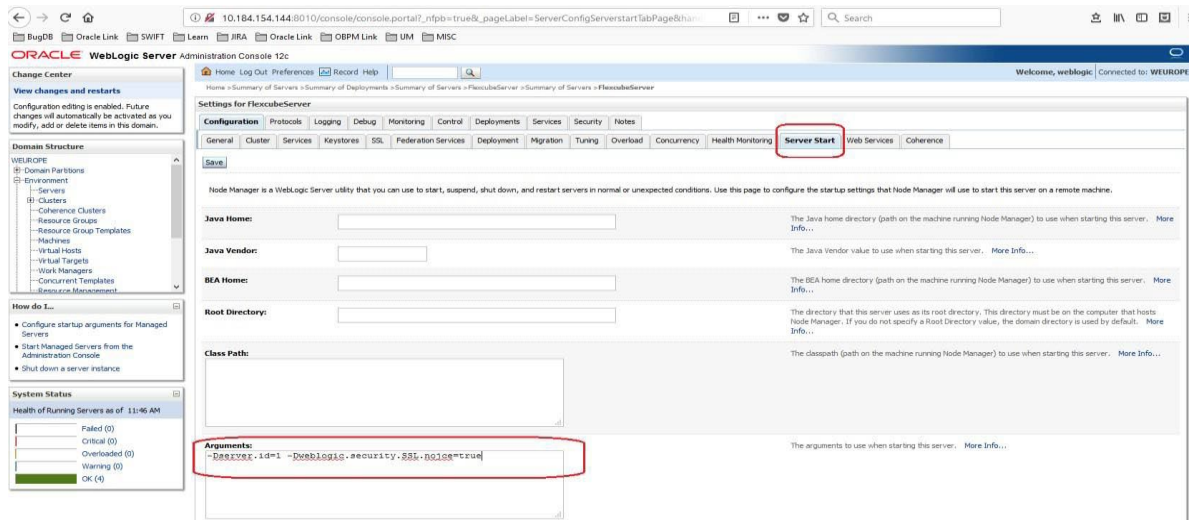 10.184.154.144:8010/console/console.portal?_nfpb=true&_pageLabel=ServerConfigServerstartTabPage&han
Search
BugDB Oracle Link SWIFT Learn JIRA Oracle Link OBPM Link UM MISC
ORACLE WebLogic Server Administration Console 12c
Change Center
View changes and restarts
Configuration editing is enabled. Future
changes will automatically be activated as you
modify, add or delete items in this domain.
Domain Structure
WEUROPE
Domain Partitions
Environment
Servers
Clusters
Coherence Clusters
Resource Groups
Resource Group Templates
Machines
Virtual Hosts
Virtual Targets
Work Managers
Concurrent Templates
Resource Management
How do I...
Configure startup arguments for Managed
Servers
Start Managed Servers from the
Administration Console
Shut down a server instance
System Status
Health of Running Servers as of 11:46 AM
Failed (0)
Critical (0)
Overloaded (0)
Warning (0)
OK (4)
Home Log Out Preferences Record Help
Welcome, weblogic Connected to: WEUROPE
Home >Summary of Servers >Summary of Deployments >Summary of Servers >FlexcubeServer >Summary of Servers >FlexcubeServer
Settings for FlexcubeServer
Configuration Protocols Logging Debug Monitoring Control Deployments Services Security Notes
General Cluster Services Keystores SSL Federation Services Deployment Migration Tuning Overload Concurrency Health Monitoring Server Start Web Services Coherence
Save
Node Manager is a WebLogic Server utility that you can use to start, suspend, shut down, and restart servers in normal or unexpected conditions. Use this page to configure the startup settings that Node Manager will use to start this server on a remote machine.
Java Home:
The Java home directory (path on the machine running Node Manager) to use when starting this server. More
Info...
Java Vendor:
The Java Vendor value to use when starting this server. More Info...
BEA Home:
The BEA home directory (path on the machine running Node Manager) to use when starting this server. More
Info...
Root Directory:
The directory that this server uses as its root directory. This directory must be on the computer that hosts
Node Manager. If you do not specify a Root Directory value, the domain directory is used by default. More
Info...
Class Path:
The classpath (path on the machine running Node Manager) to use when starting this server. More Info...
Arguments:
The arguments to use when starting this server. More Info...
-Dserver.id=1 -Dweblogic.security.SSL.nojce=true